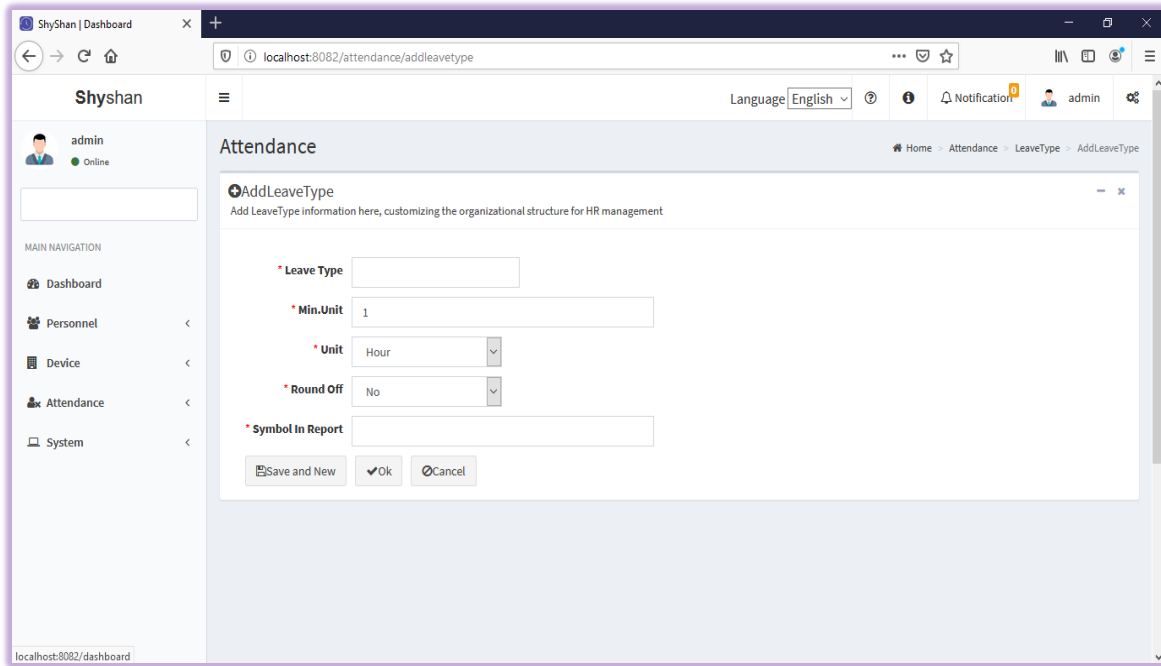 ShyShan | Dashboard
localhost:8082/attendance/addleavetype
Shyshan
Language English
0
Notification
admin
admin
Online
Attendance
Home > Attendance > LeaveType > AddLeaveType
AddLeaveType
Add LeaveType information here, customizing the organizational structure for HR management
MAIN NAVIGATION
Dashboard
Personnel
Device
Attendance
System
* Leave Type
* Min.Unit 1
* Unit Hour
* Round Off No
* Symbol In Report
Save and New Ok Cancel
localhost:8082/dashboard